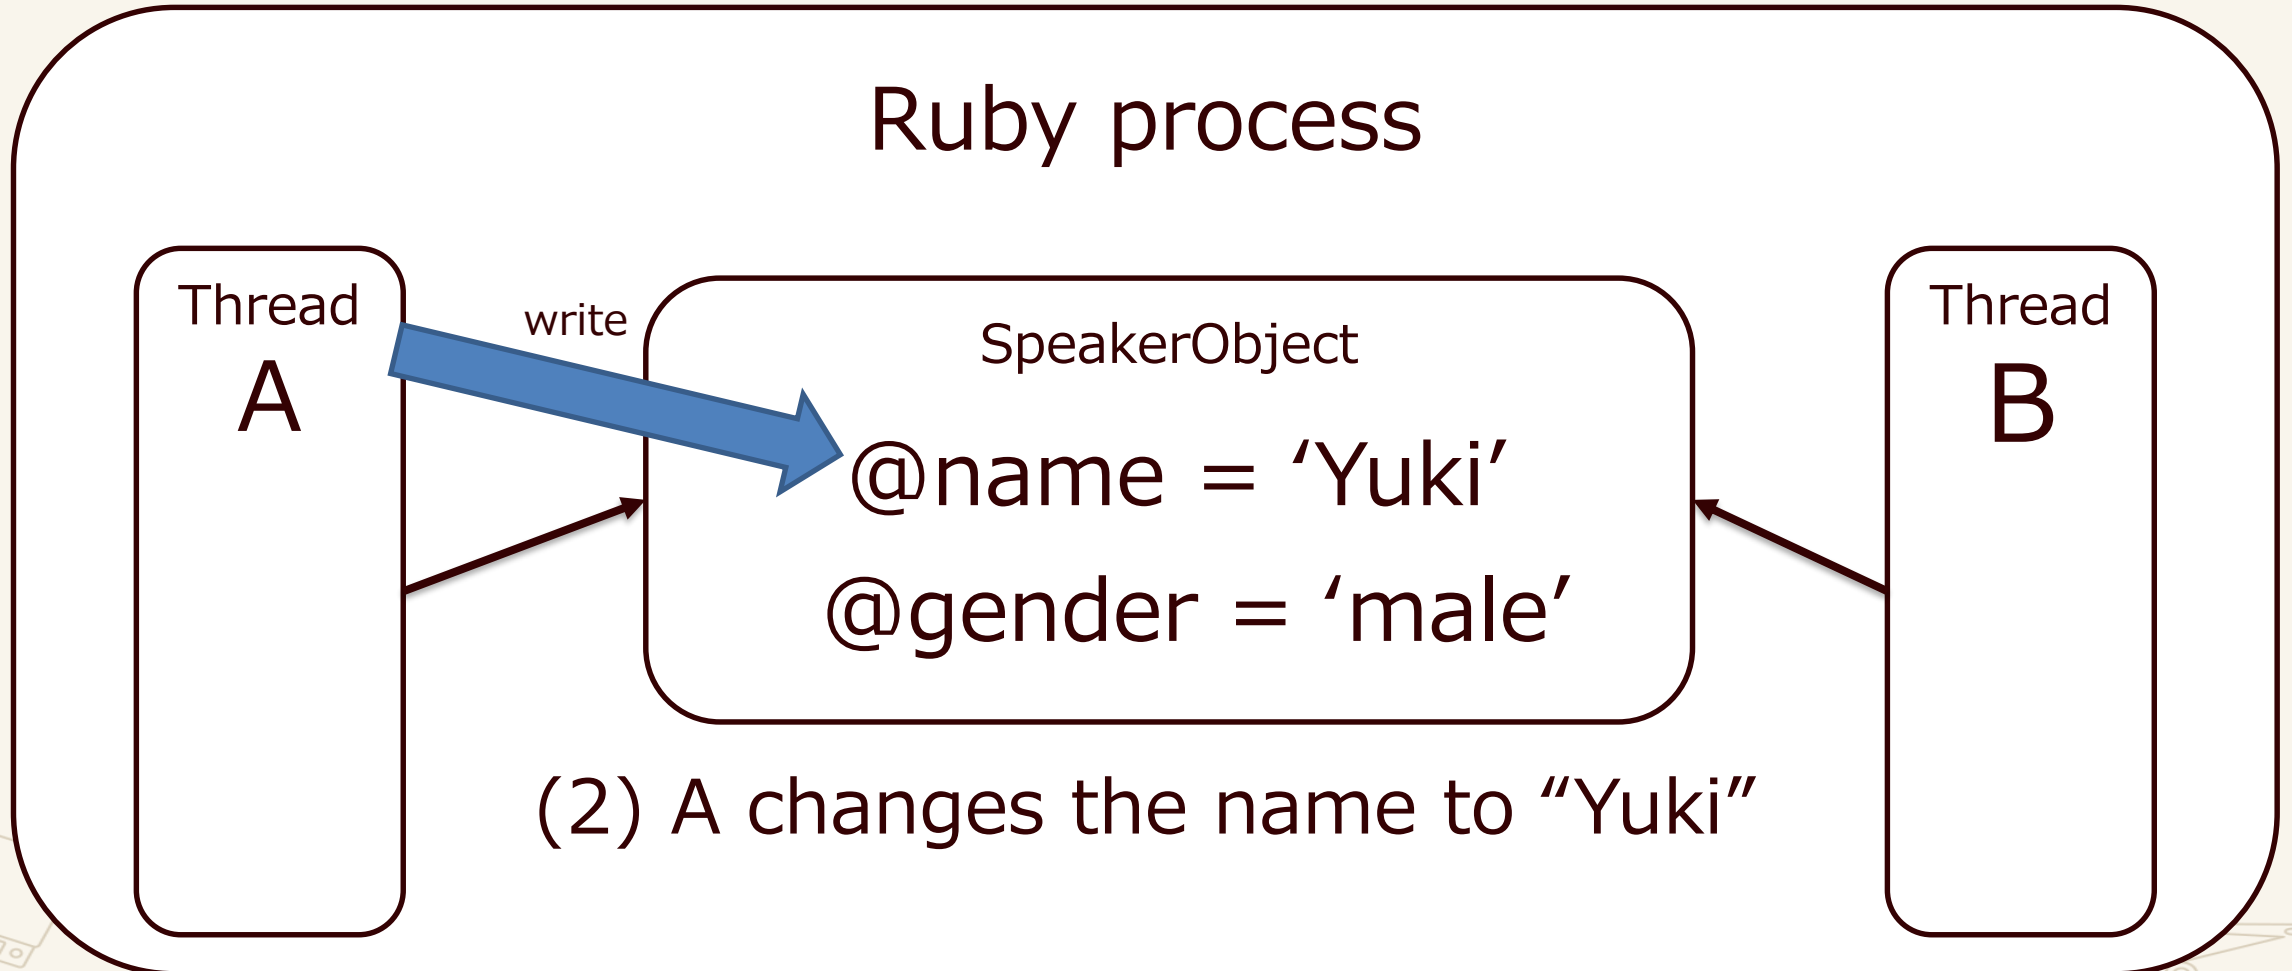 Ruby process
Thread
A
write
SpeakerObject
@name = ‘Yuki’
@gender = ‘male’
Thread
B
(2) A changes the name to “Yuki”